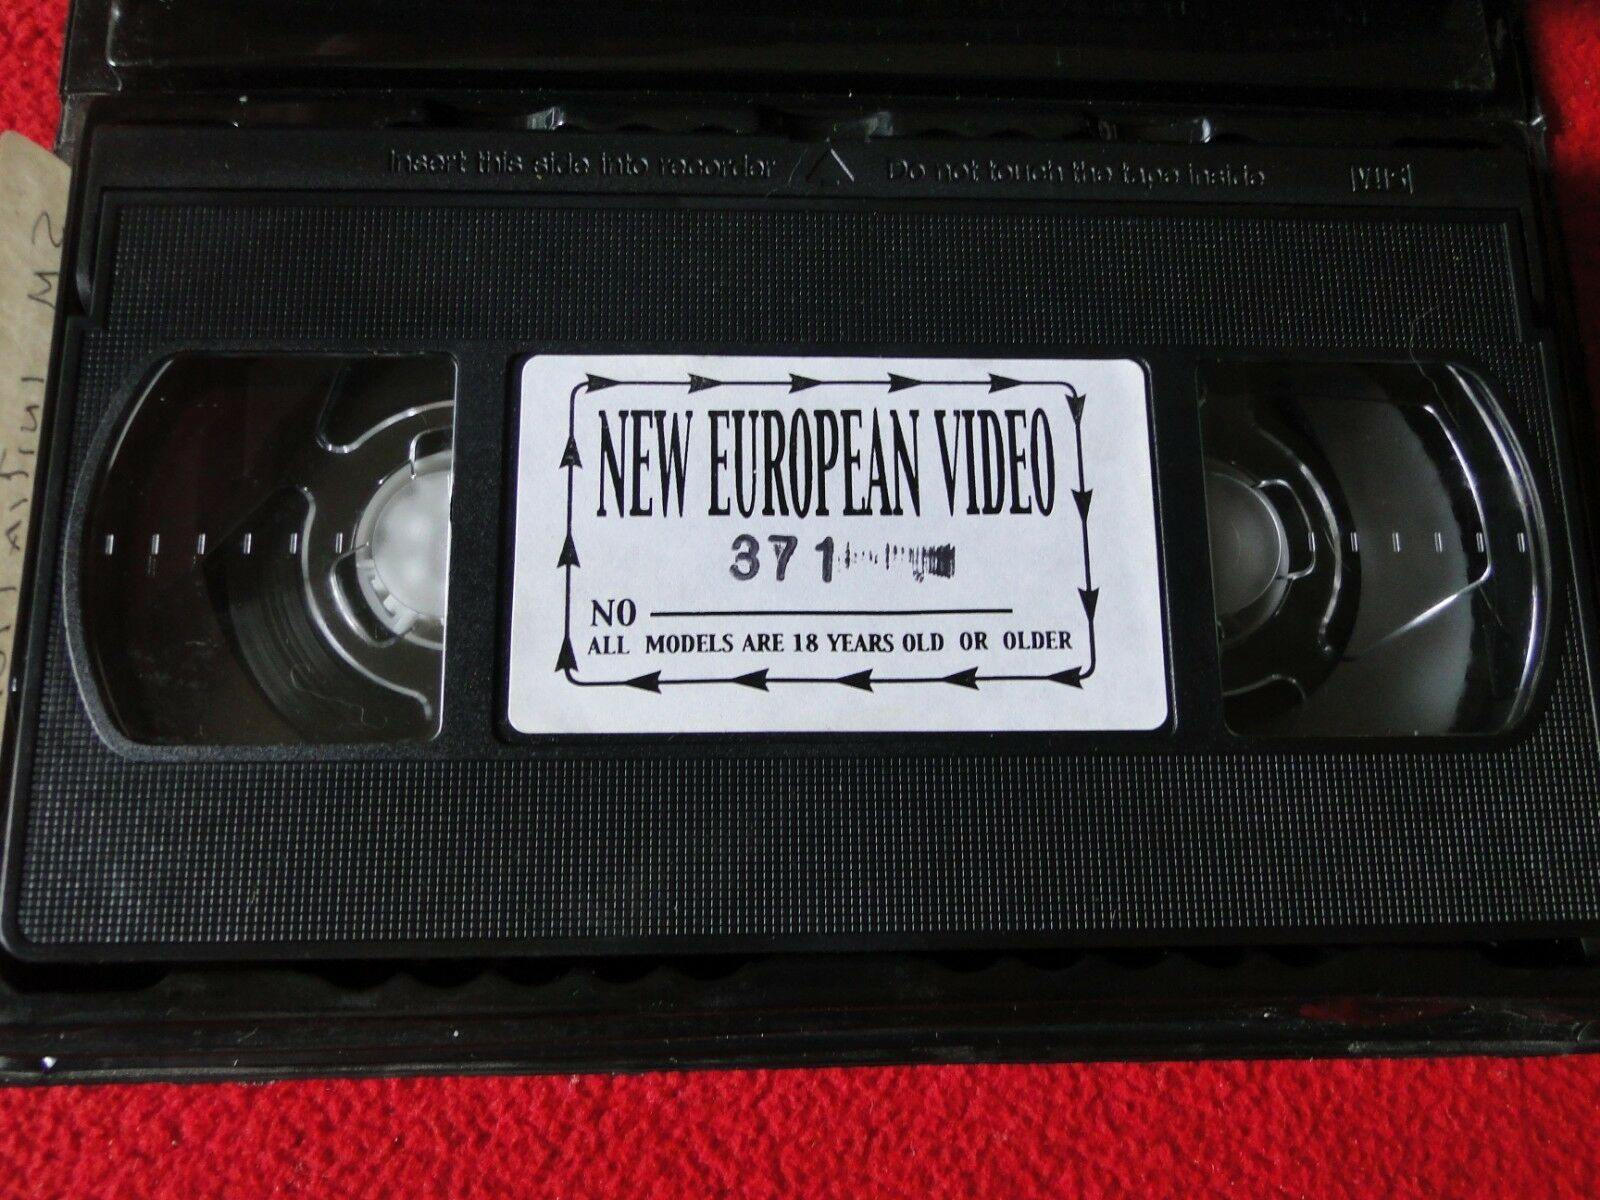 Insert this side into recorder
Do not touch the tape inside
VHS
NEW EUROPEAN VIDEO
371
NO
ALL MODELS ARE 18 YEARS OLD OR OLDER